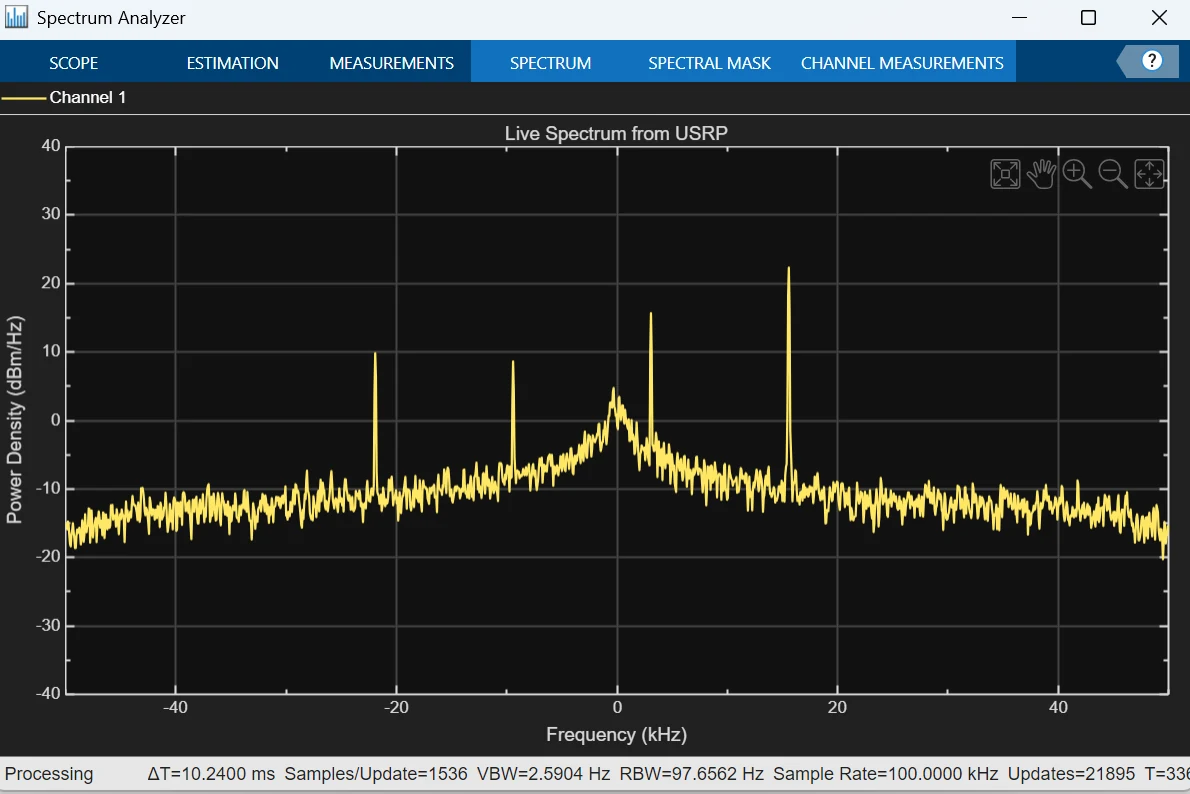 Spectrum Analyzer
SCOPE ESTIMATION MEASUREMENTS SPECTRUM SPECTRAL MASK CHANNEL MEASUREMENTS ?
Channel 1
Live Spectrum from USRP
40
30
20
10
0
-10
-20
-30
-40
Power Density (dBm/Hz)
-40 -20 0 20 40
Frequency (kHz)
Processing ΔT=10.2400 ms Samples/Update=1536 VBW=2.5904 Hz RBW=97.6562 Hz Sample Rate=100.0000 kHz Updates=21895